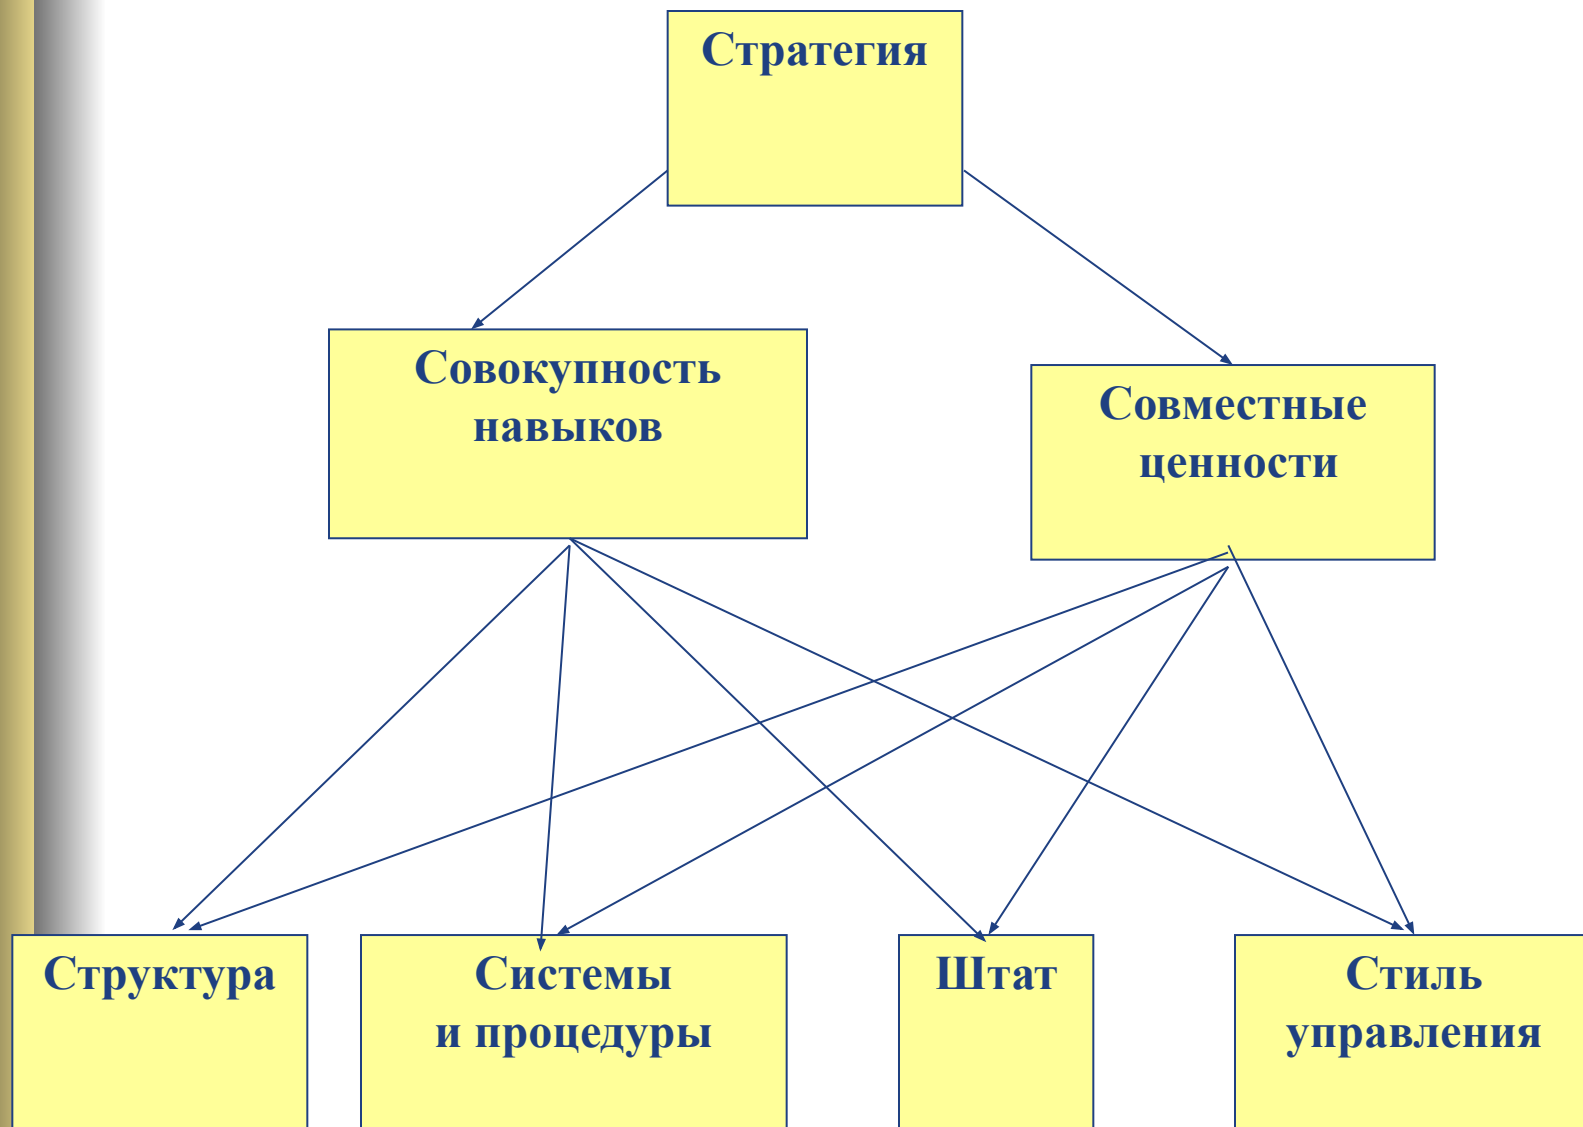 Стратегия
Совокупность
навыков
Совместные
ценности
Структура
Системы
и процедуры
Штат
Стиль
управления